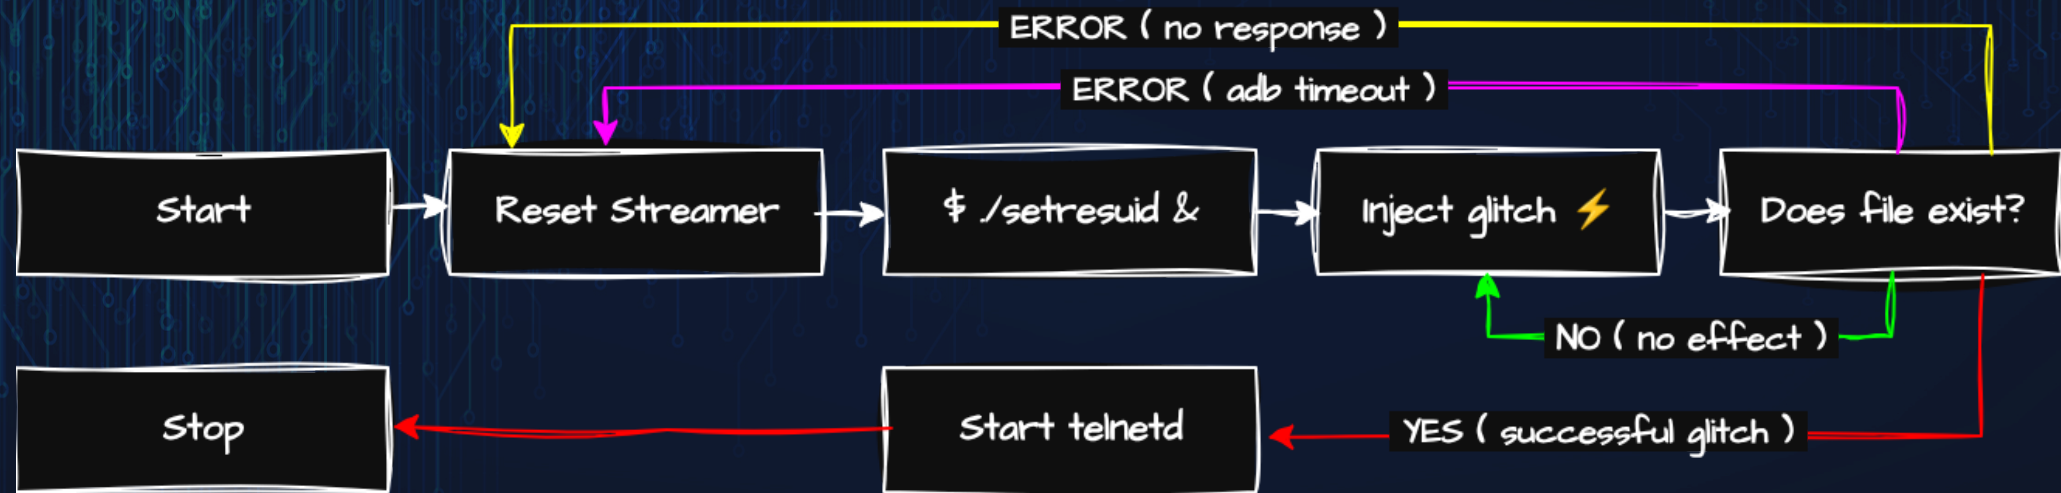 ERROR ( no response )
ERROR ( adb timeout )
Start
Reset Streamer
$ ./setresuid &
Inject glitch ⚡
Does file exist?
NO ( no effect )
Stop
Start telnetd
YES ( successful glitch )